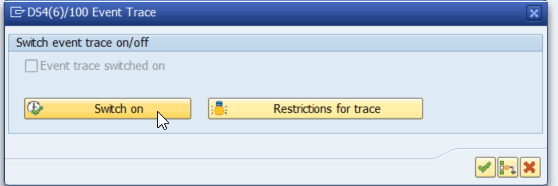 DS4(6)/100 Event Trace
Switch event trace on/off
Event trace switched on
Switch on
Restrictions for trace